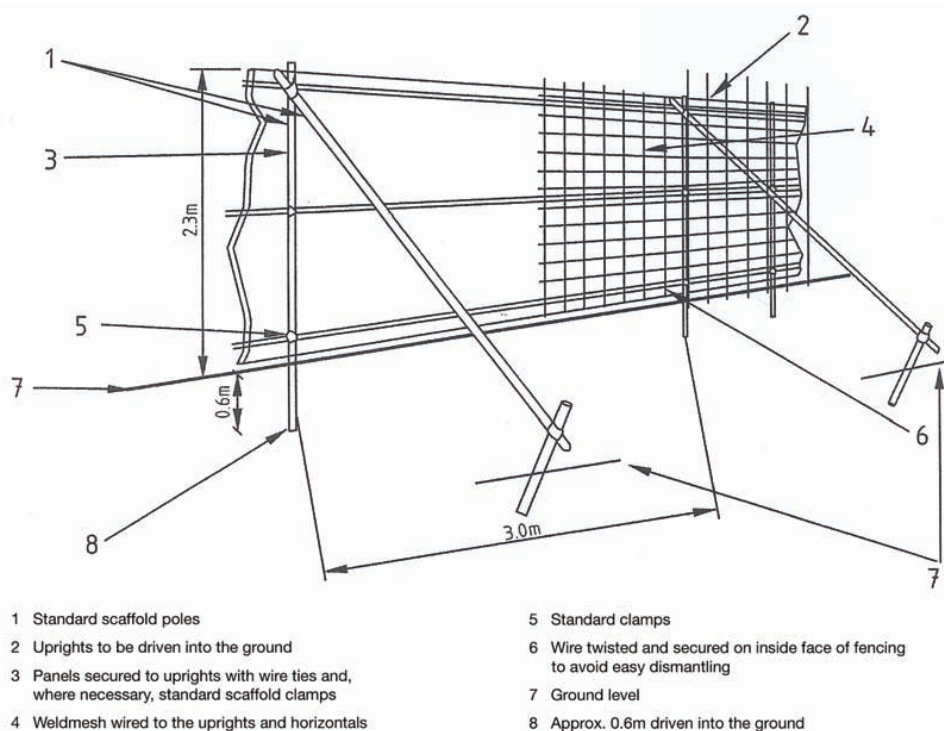 2
1
4
3
2.3m
5
7
0.6m
6
8
3.0m
7
1 Standard scaffold poles
2 Uprights to be driven into the ground
3 Panels secured to uprights with wire ties and,
where necessary, standard scaffold clamps
4 Weldmesh wired to the uprights and horizontals
5 Standard clamps
6 Wire twisted and secured on inside face of fencing
to avoid easy dismantling
7 Ground level
8 Approx. 0.6m driven into the ground